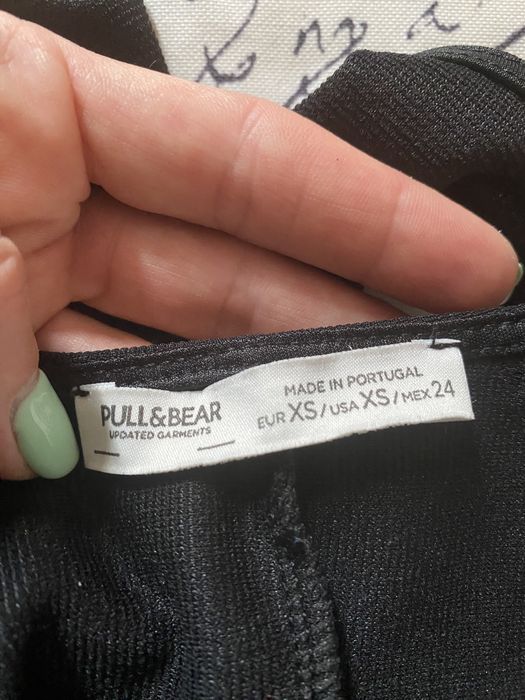 PULL&BEAR
UPDATED GARMENTS
MADE IN PORTUGAL
EUR XS / USA XS / MEX 24